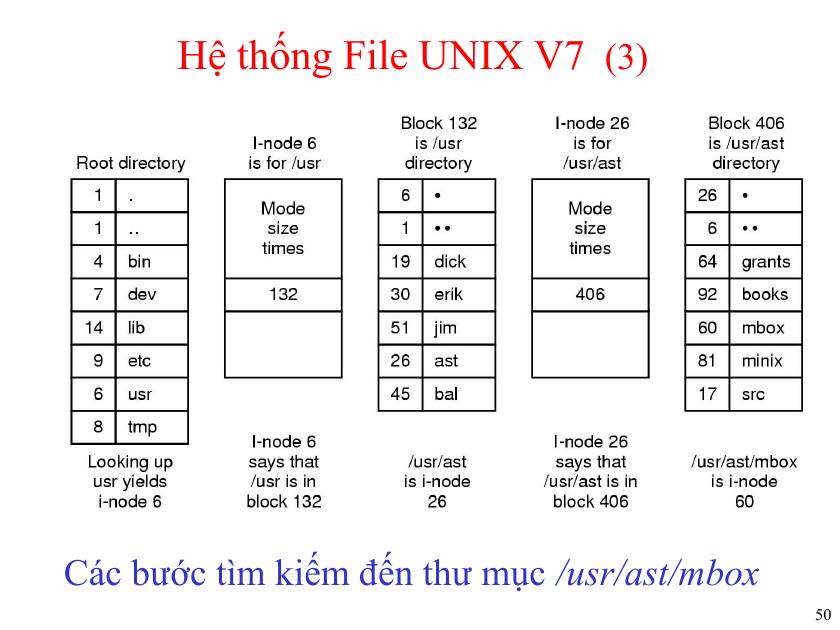 Hệ thống File UNIX V7 (3)
Root directory
1 .
1 ..
4 bin
7 dev
14 lib
9 etc
6 usr
8 tmp
Looking up
usr yields
i-node 6
I-node 6
is for /usr
Mode
size
times
132
I-node 6
says that
/usr is in
block 132
Block 132
is /usr
directory
6 •
1 ••
19 dick
30 erik
51 jim
26 ast
45 bal
/usr/ast
is i-node
26
I-node 26
is for
/usr/ast
Mode
size
times
406
I-node 26
says that
/usr/ast is in
block 406
Block 406
is /usr/ast
directory
26 •
6 ••
64 grants
92 books
60 mbox
81 minix
17 src
/usr/ast/mbox
is i-node
60
Các bước tìm kiếm đến thư mục /usr/ast/mbox
50